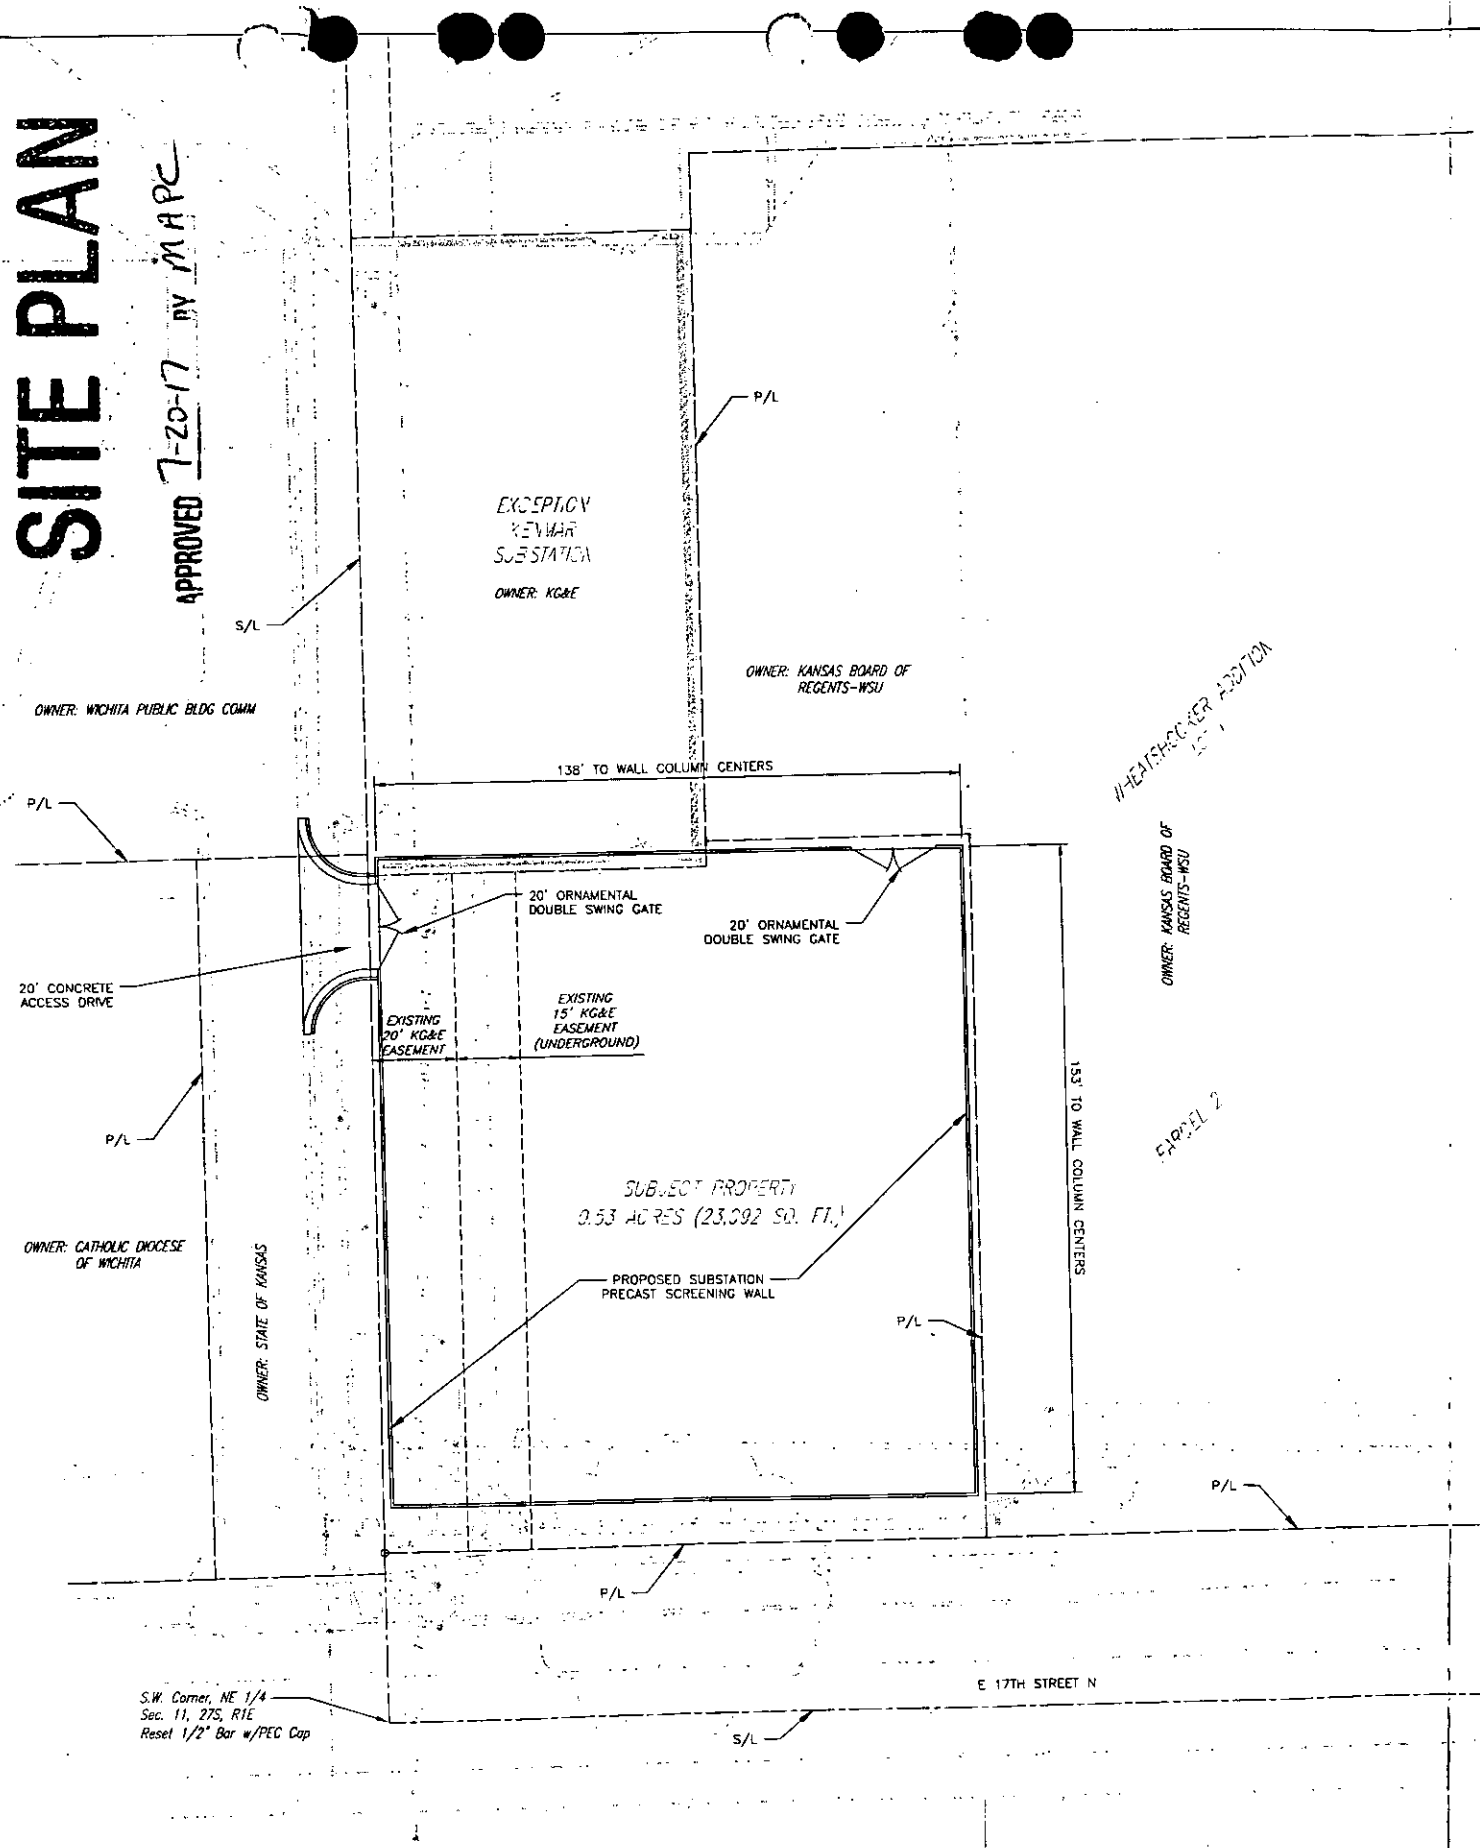 SITE PLAN
APPROVED 7-20-17 BY MAPC
P/L
EXCEPTION
KENMAR
SUBSTATION
OWNER: KG&E
S/L
OWNER: KANSAS BOARD OF
REGENTS-WSU
OWNER: WICHITA PUBLIC BLDG COMM
ADDITION
138' TO WALL COLUMN CENTERS
P/L
OWNER: KANSAS BOARD OF
REGENTS-WSU
20' ORNAMENTAL
DOUBLE SWING GATE
20' ORNAMENTAL
DOUBLE SWING GATE
20' CONCRETE
ACCESS DRIVE
EXISTING
20' KG&E
EASEMENT
EXISTING
15' KG&E
EASEMENT
(UNDERGROUND)
153' TO WALL COLUMN CENTERS
P/L
PARCEL 2
SUBJECT PROPERTY
0.53 ACRES (23,092 SQ. FT.)
OWNER: CATHOLIC DIOCESE
OF WICHITA
OWNER: STATE OF KANSAS
PROPOSED SUBSTATION
PRECAST SCREENING WALL
P/L
P/L
P/L
E 17TH STREET N
S.W. Corner, NE 1/4
Sec. 11, 27S, R1E
Reset 1/2" Bar w/PEC Cap
S/L